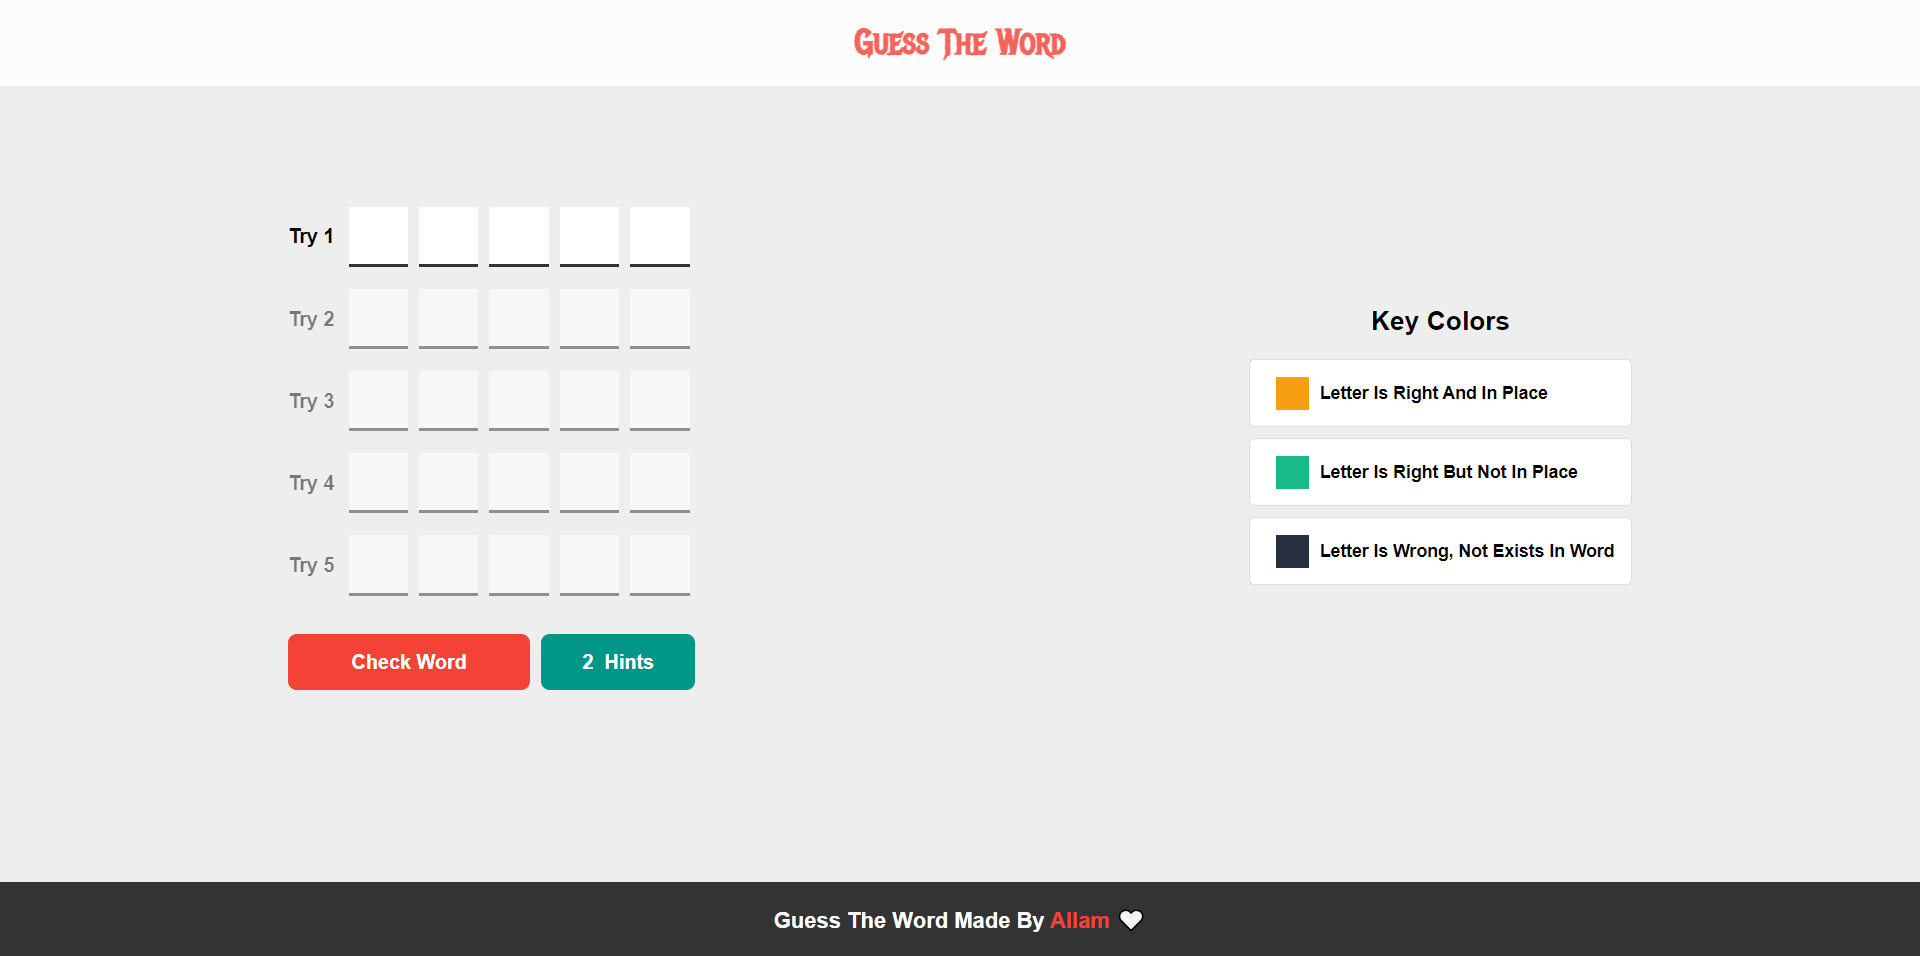 Guess The Word
Try 1
Try 2
Try 3
Try 4
Try 5
Check Word
2 Hints
Key Colors
Letter Is Right And In Place
Letter Is Right But Not In Place
Letter Is Wrong, Not Exists In Word
Guess The Word Made By Allam